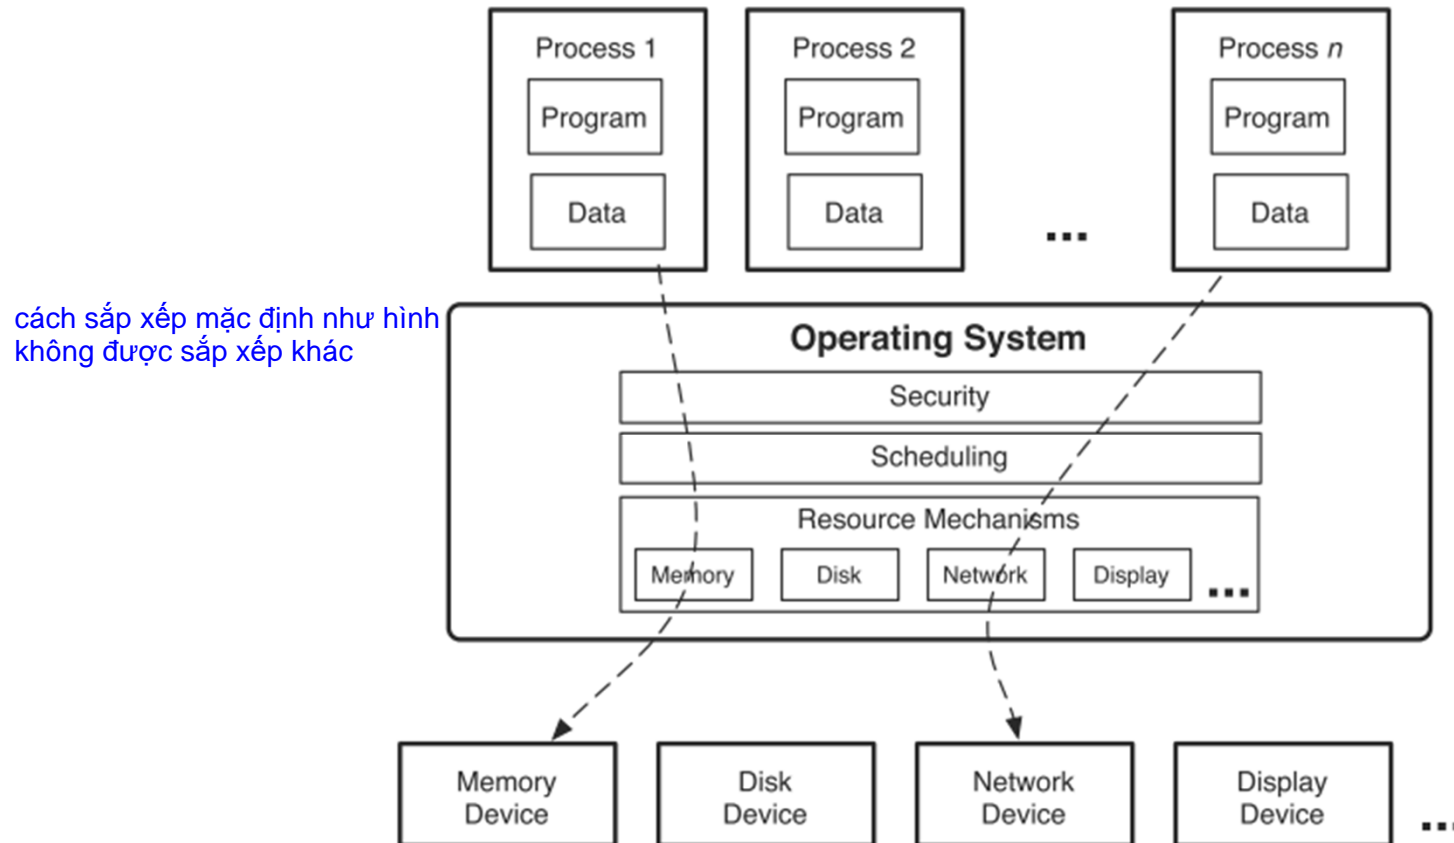 Process 1
Program
Data
Process 2
Program
Data
...
Process n
Program
Data
cách sắp xếp mặc định như hình
không được sắp xếp khác
Operating System
Security
Scheduling
Resource Mechanisms
Memory
Disk
Network
Display
...
Memory
Device
Disk
Device
Network
Device
Display
Device
...